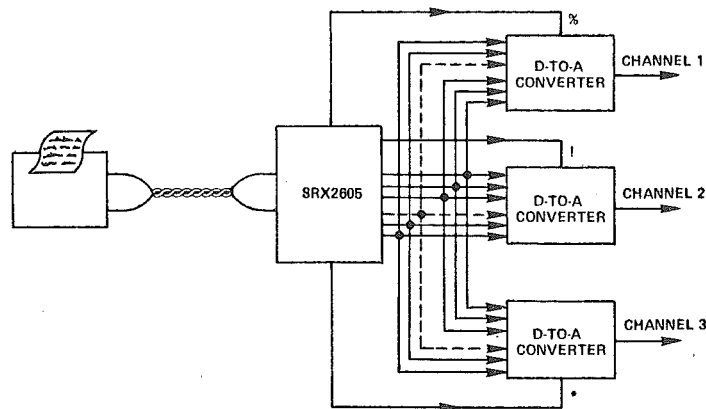 %
D-TO-A
CONVERTER
CHANNEL 1
!
SRX2605
D-TO-A
CONVERTER
CHANNEL 2
D-TO-A
CONVERTER
CHANNEL 3
*